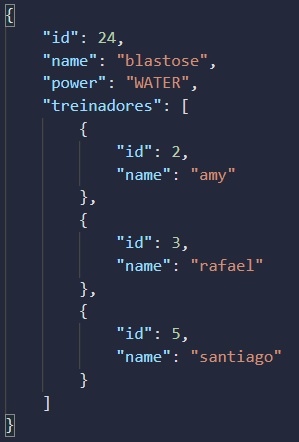 {
    "id": 24,
    "name": "blastose",
    "power": "WATER",
    "treinadores": [
        {
            "id": 2,
            "name": "amy"
        },
        {
            "id": 3,
            "name": "rafael"
        },
        {
            "id": 5,
            "name": "santiago"
        }
    ]
}